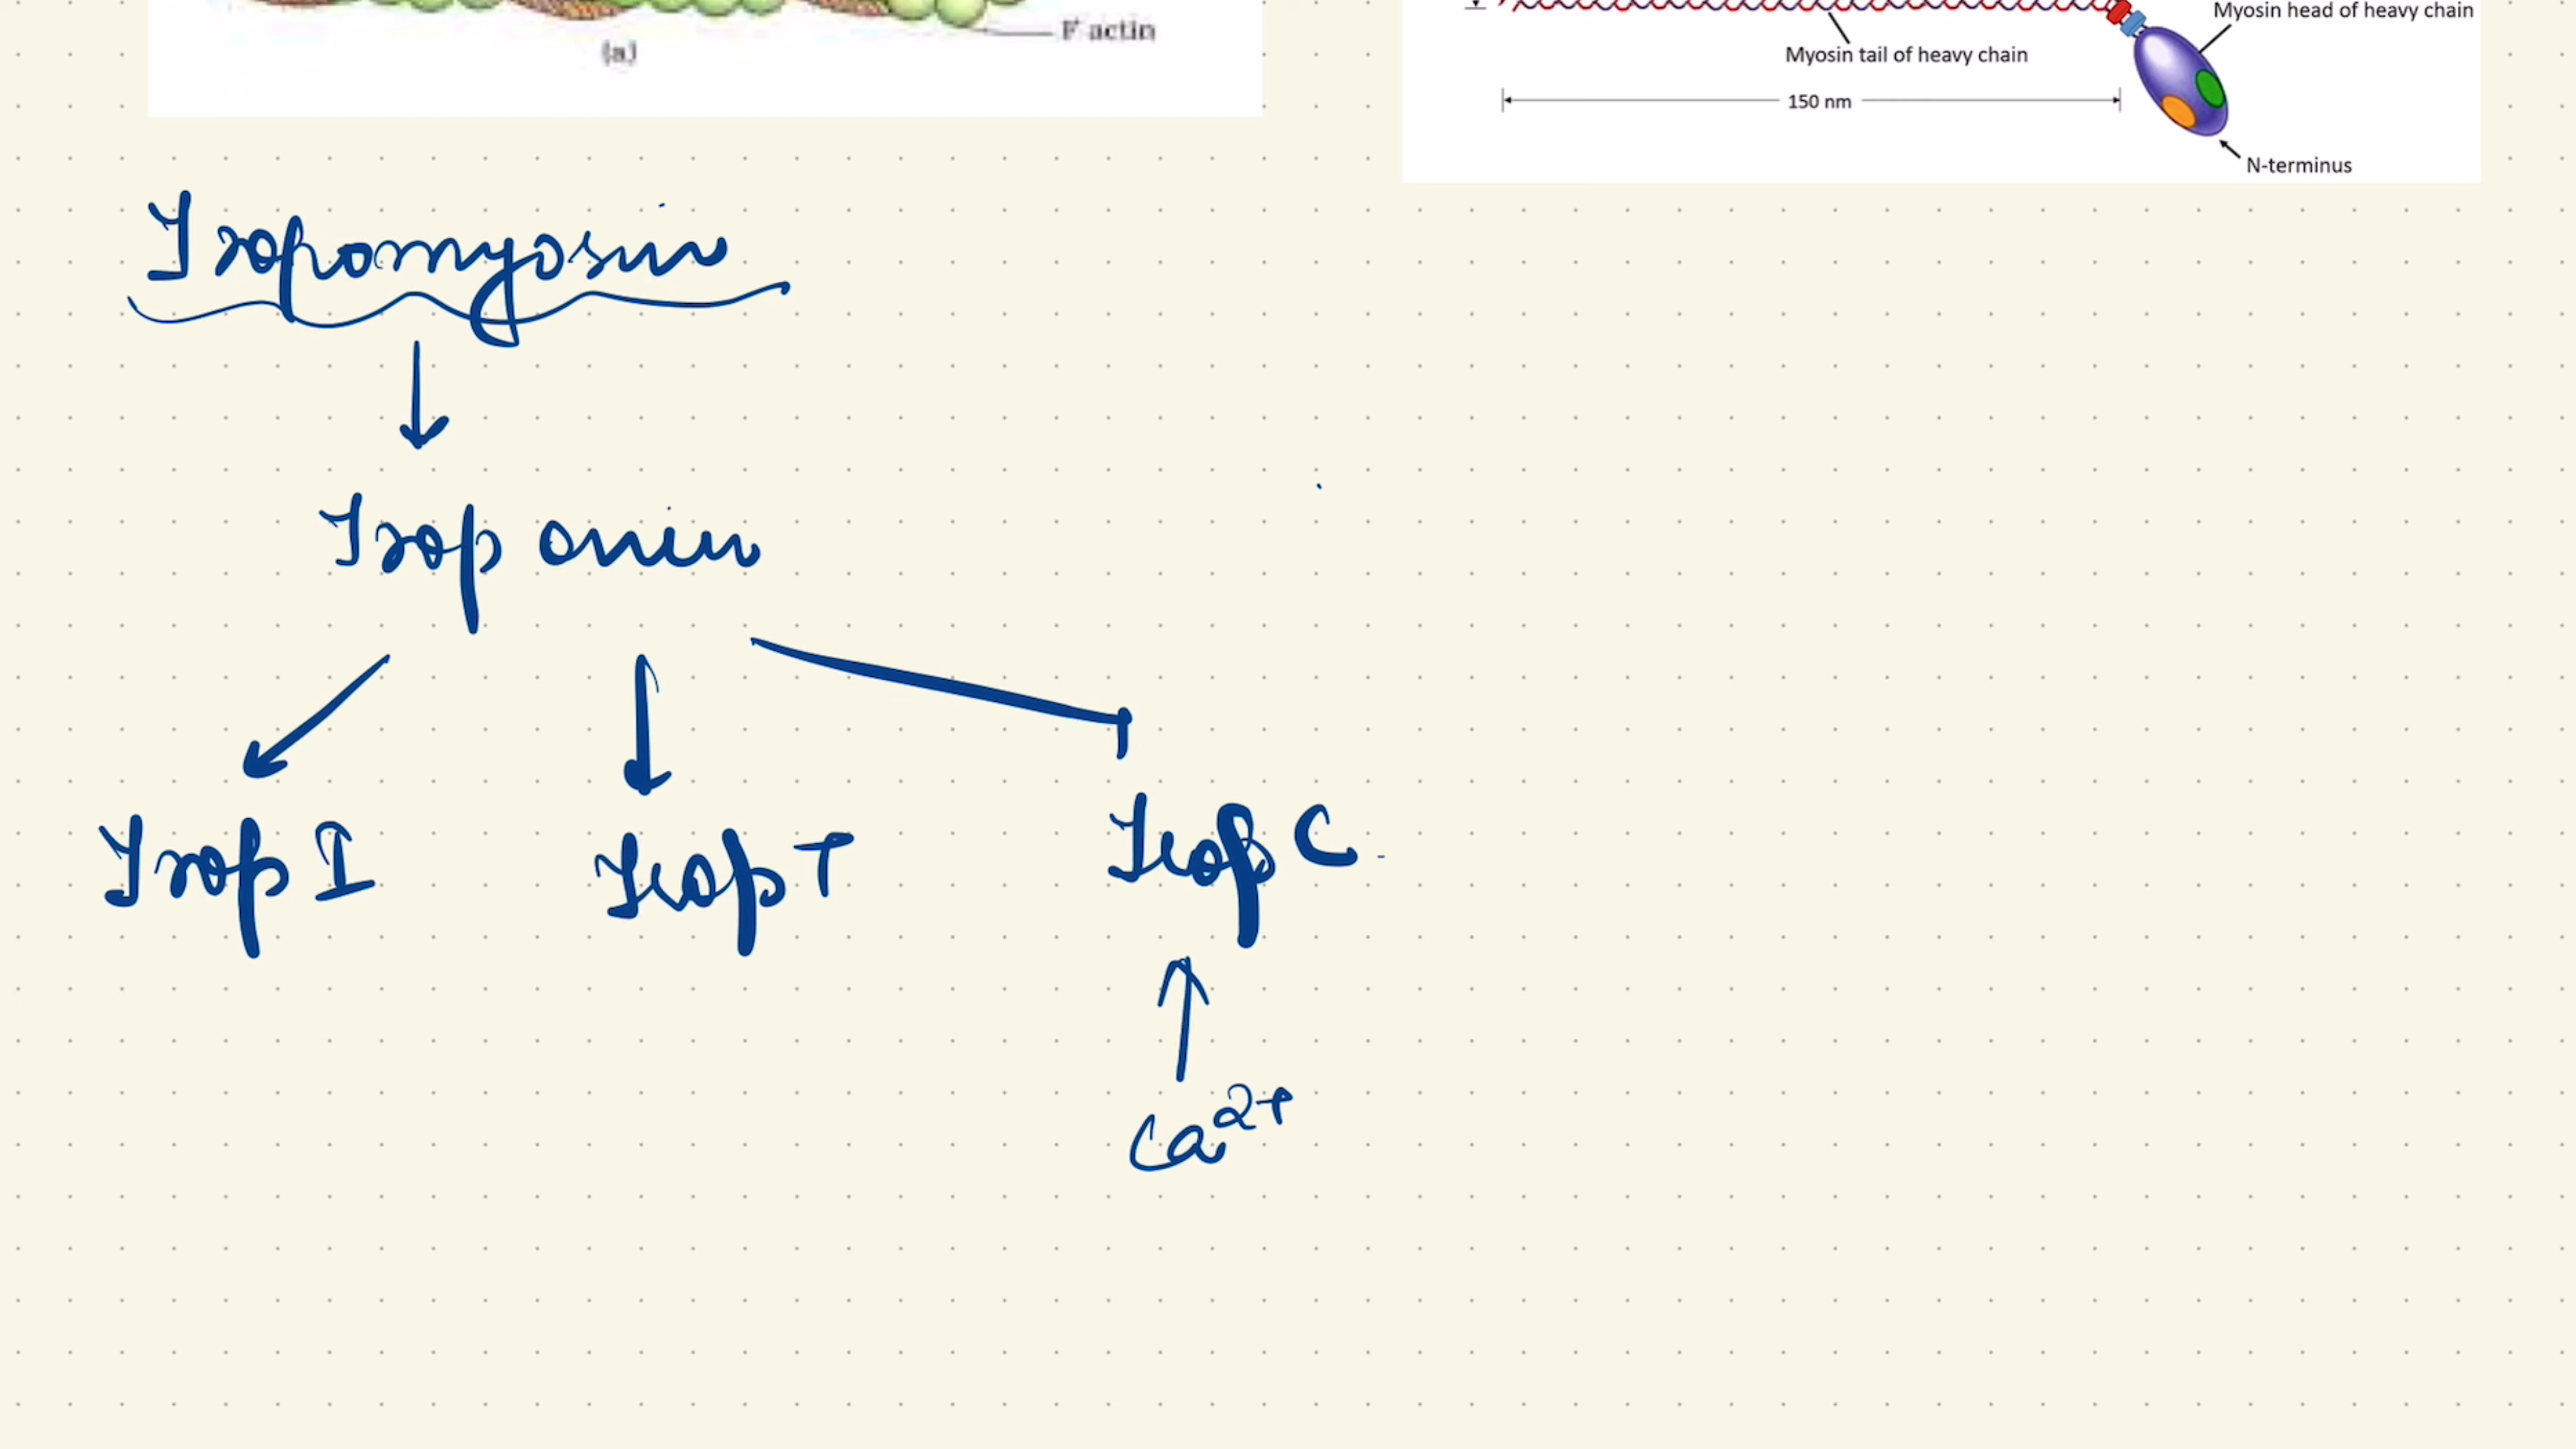 F actin
(a)
Myosin head of heavy chain
Myosin tail of heavy chain
150 nm
N-terminus
Tropomyosin
Troponin
Trop I
Trop T
Trop C
Ca²⁺